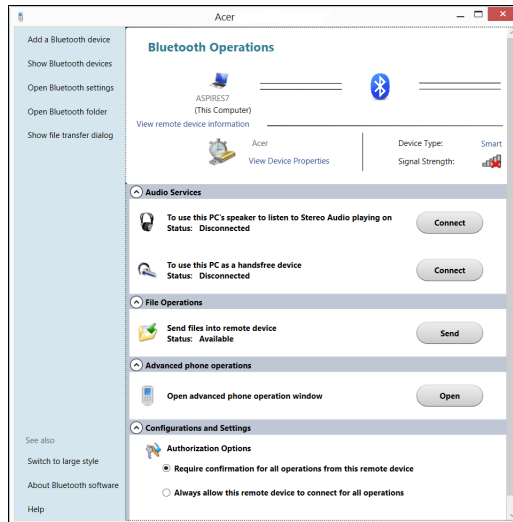 Acer
Add a Bluetooth device
Show Bluetooth devices
Open Bluetooth settings
Open Bluetooth folder
Show file transfer dialog
Bluetooth Operations
ASPIRES7
(This Computer)
View remote device information
Acer
View Device Properties
Device Type: Smart
Signal Strength:
Audio Services
To use this PC's speaker to listen to Stereo Audio playing on
Status: Disconnected
Connect
To use this PC as a handsfree device
Status: Disconnected
Connect
File Operations
Send files into remote device
Status: Available
Send
Advanced phone operations
Open advanced phone operation window
Open
Configurations and Settings
Authorization Options
Require confirmation for all operations from this remote device
Always allow this remote device to connect for all operations
See also
Switch to large style
About Bluetooth software
Help